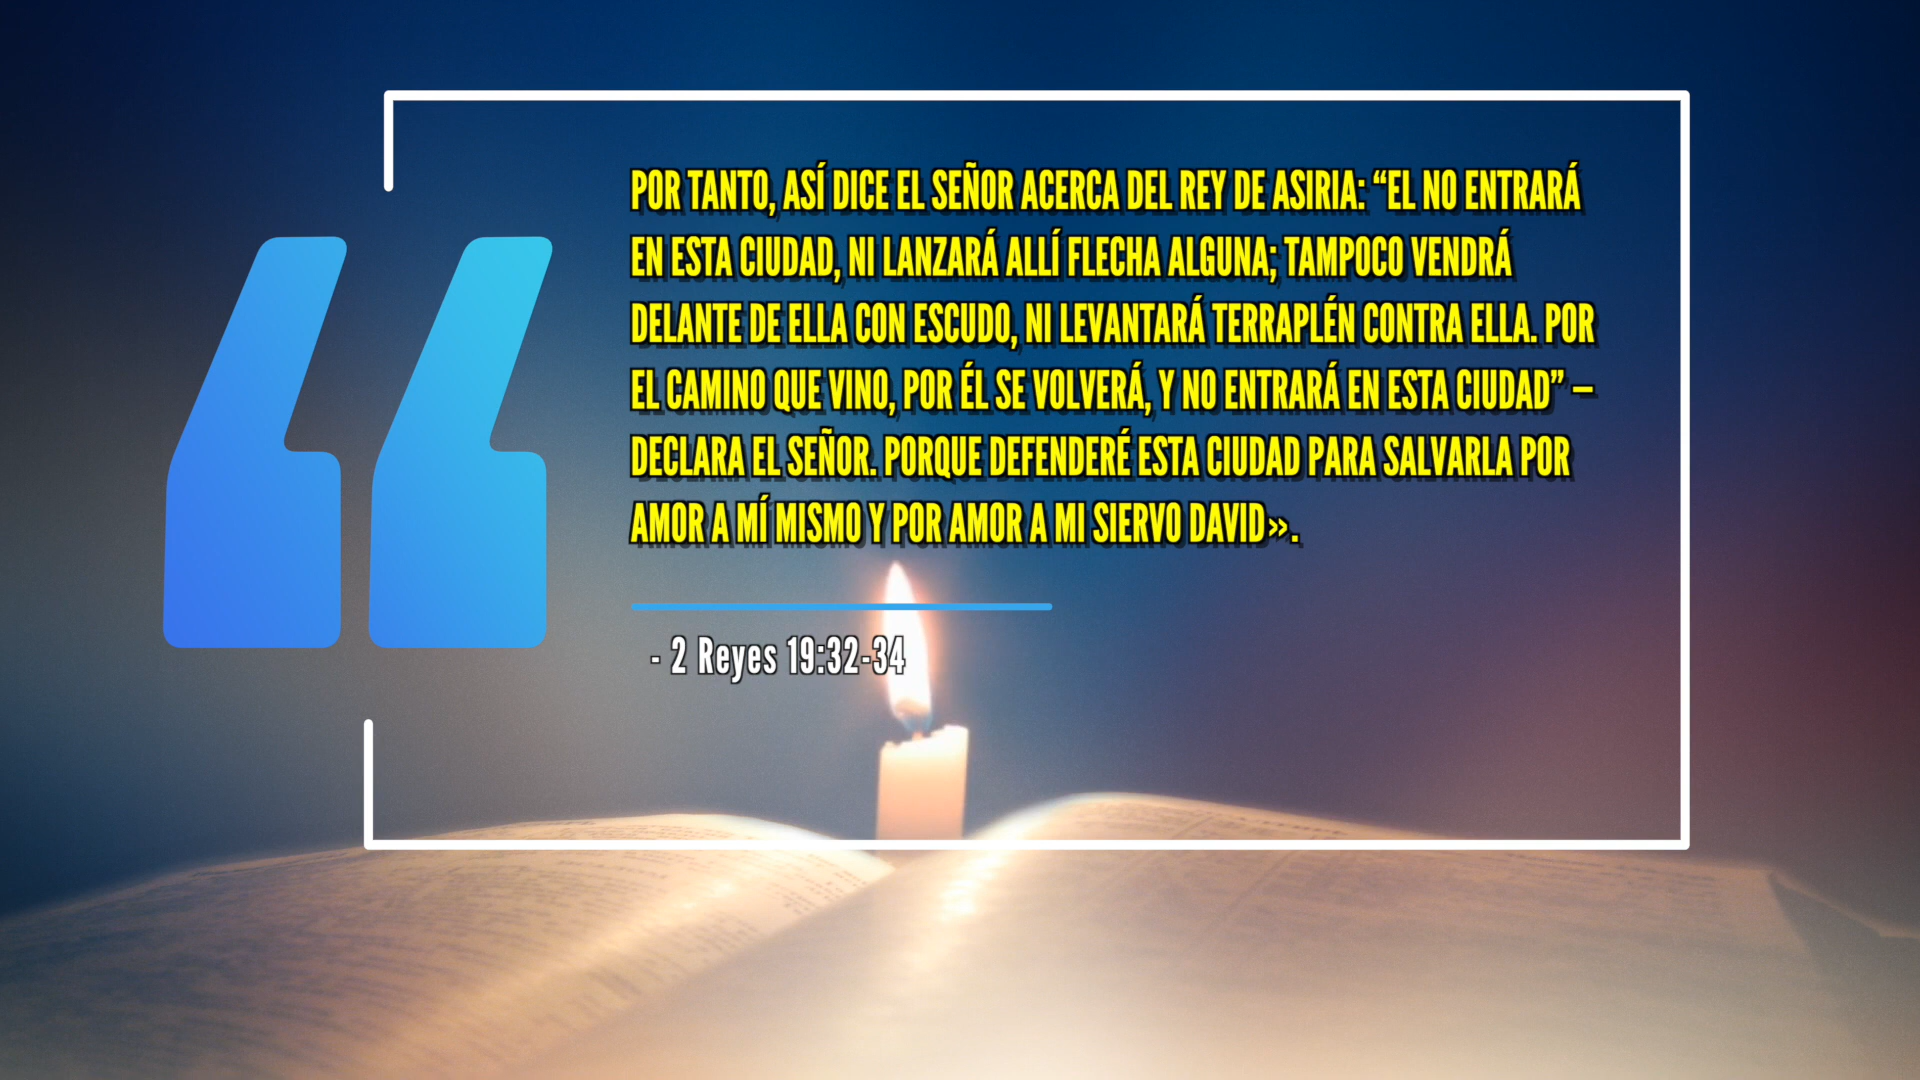 POR TANTO, ASÍ DICE EL SEÑOR ACERCA DEL REY DE ASIRIA: “EL NO ENTRARÁ
EN ESTA CIUDAD, NI LANZARÁ ALLÍ FLECHA ALGUNA; TAMPOCO VENDRÁ
DELANTE DE ELLA CON ESCUDO, NI LEVANTARÁ TERRAPLÉN CONTRA ELLA. POR
EL CAMINO QUE VINO, POR ÉL SE VOLVERÁ, Y NO ENTRARÁ EN ESTA CIUDAD” –
DECLARA EL SEÑOR. PORQUE DEFENDERÉ ESTA CIUDAD PARA SALVARLA POR
AMOR A MÍ MISMO Y POR AMOR A MI SIERVO DAVID».
- 2 Reyes 19:32-34